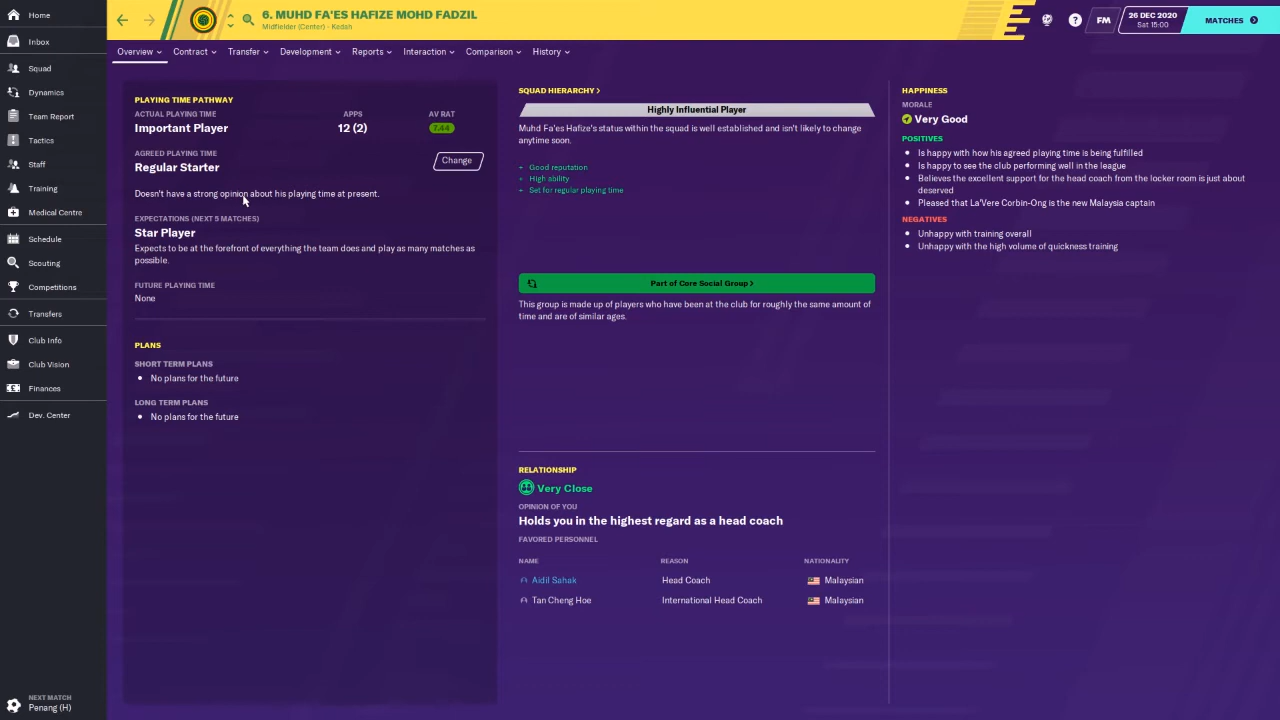 6. MUHD FA'ES HAFIZE MOHD FADZIL
Midfielder (Center) - Kedah
FM
26 DEC 2020
Sat 15:00
MATCHES
Overview
Contract
Transfer
Development
Reports
Interaction
Comparison
History
Home
Inbox
Squad
Dynamics
Team Report
Tactics
Staff
Training
Medical Centre
Schedule
Scouting
Competitions
Transfers
Club Info
Club Vision
Finances
Dev. Center
NEXT MATCH
Penang (H)
PLAYING TIME PATHWAY
ACTUAL PLAYING TIME APPS AV RAT
Important Player 12 (2) 7.44
AGREED PLAYING TIME
Regular Starter
Change
Doesn't have a strong opinion about his playing time at present.
EXPECTATIONS (NEXT 5 MATCHES)
Star Player
Expects to be at the forefront of everything the team does and play as many matches as
possible.
FUTURE PLAYING TIME
None
PLANS
SHORT TERM PLANS
No plans for the future
LONG TERM PLANS
No plans for the future
SQUAD HIERARCHY >
Highly Influential Player
Muhd Fa'es Hafize's status within the squad is well established and isn't likely to change
anytime soon.
+ Good reputation
+ High ability
+ Set for regular playing time
Part of Core Social Group >
This group is made up of players who have been at the club for roughly the same amount of
time and are of similar ages.
RELATIONSHIP
Very Close
OPINION OF YOU
Holds you in the highest regard as a head coach
FAVORED PERSONNEL
NAME REASON NATIONALITY
Aidil Sahak Head Coach Malaysian
Tan Cheng Hoe International Head Coach Malaysian
HAPPINESS
MORALE
Very Good
POSITIVES
Is happy with how his agreed playing time is being fulfilled
Is happy to see the club performing well in the league
Believes the excellent support for the head coach from the locker room is just about
deserved
Pleased that La'Vere Corbin-Ong is the new Malaysia captain
NEGATIVES
Unhappy with training overall
Unhappy with the high volume of quickness training